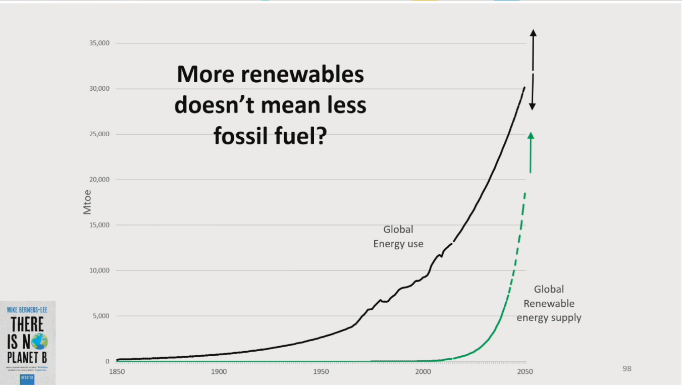 More renewables
doesn't mean less
fossil fuel?
35,000
30,000
25,000
20,000
15,000
10,000
5,000
0
Mtoe
Global
Energy use
Global
Renewable
energy supply
1850
1900
1950
2000
2050
MIKE BERNERS-LEE
THERE
IS NO
PLANET B
98